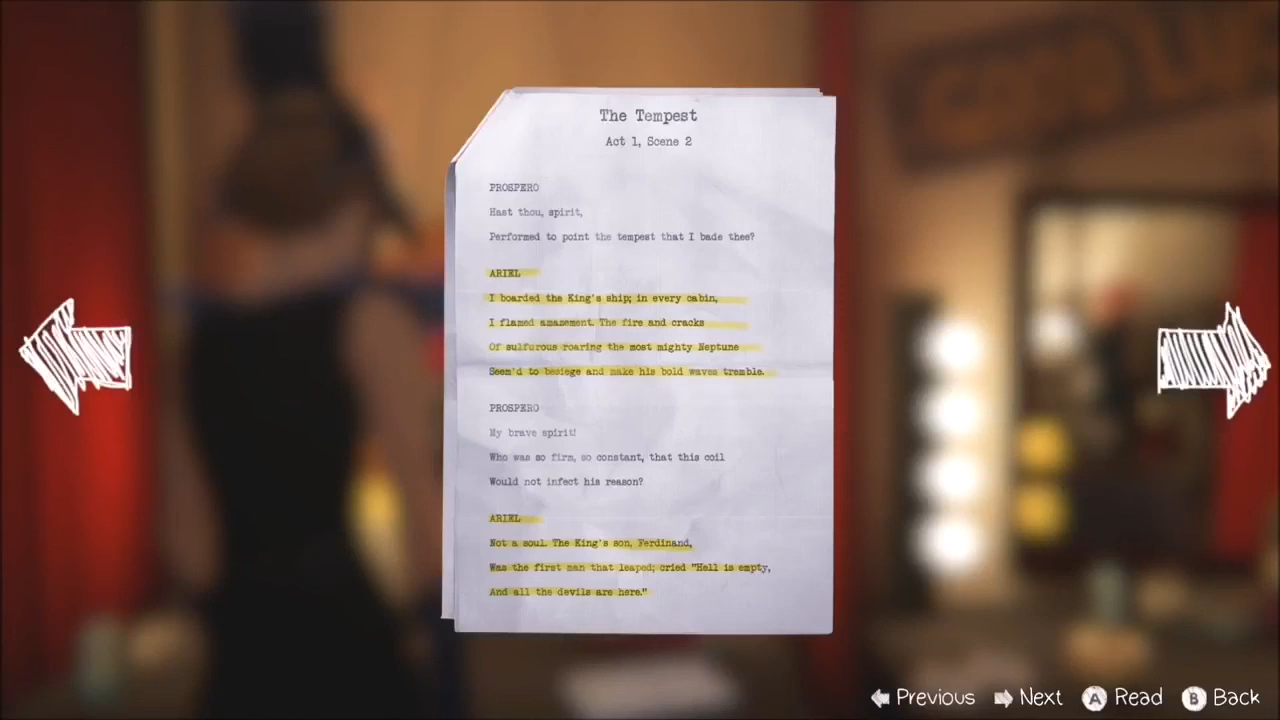 The Tempest
Act 1, Scene 2
PROSPERO
Hast thou, spirit,
Performed to point the tempest that I bade thee?
ARIEL
I boarded the King's ship; in every cabin,
I flamed amazement. The fire and cracks
Of sulfurous roaring the most mighty Neptune
Seem'd to besiege and make his bold waves tremble.
PROSPERO
My brave spirit!
Who was so firm, so constant, that this coil
Would not infect his reason?
ARIEL
Not a soul. The King's son, Ferdinand,
Was the first man that leaped; cried "Hell is empty,
And all the devils are here."
Previous Next A Read B Back